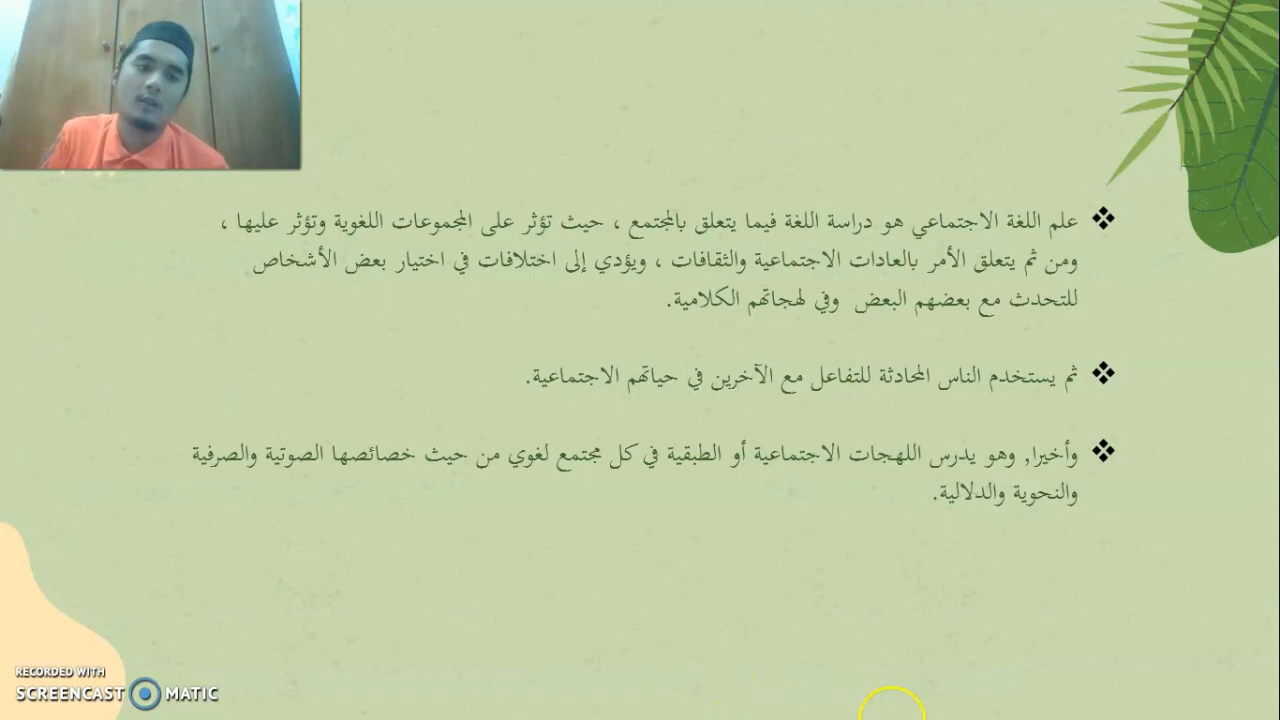 علم اللغة الاجتماعي هو دراسة اللغة فيما يتعلق بالمجتمع ، حيث تؤثر على المجموعات اللغوية وتؤثر عليها ،
ومن ثم يتعلق الأمر بالعادات الاجتماعية والثقافات ، ويؤدي إلى اختلافات في اختيار بعض الأشخاص
للتحدث مع بعضهم البعض وفي لهجاتهم الكلامية.
ثم يستخدم الناس المحادثة للتفاعل مع الآخرين في حياتهم الاجتماعية.
وأخيرا, وهو يدرس اللهجات الاجتماعية أو الطبقية في كل مجتمع لغوي من حيث خصائصها الصوتية والصرفية
والنحوية والدلالية.
RECORDED WITH
SCREENCAST MATIC